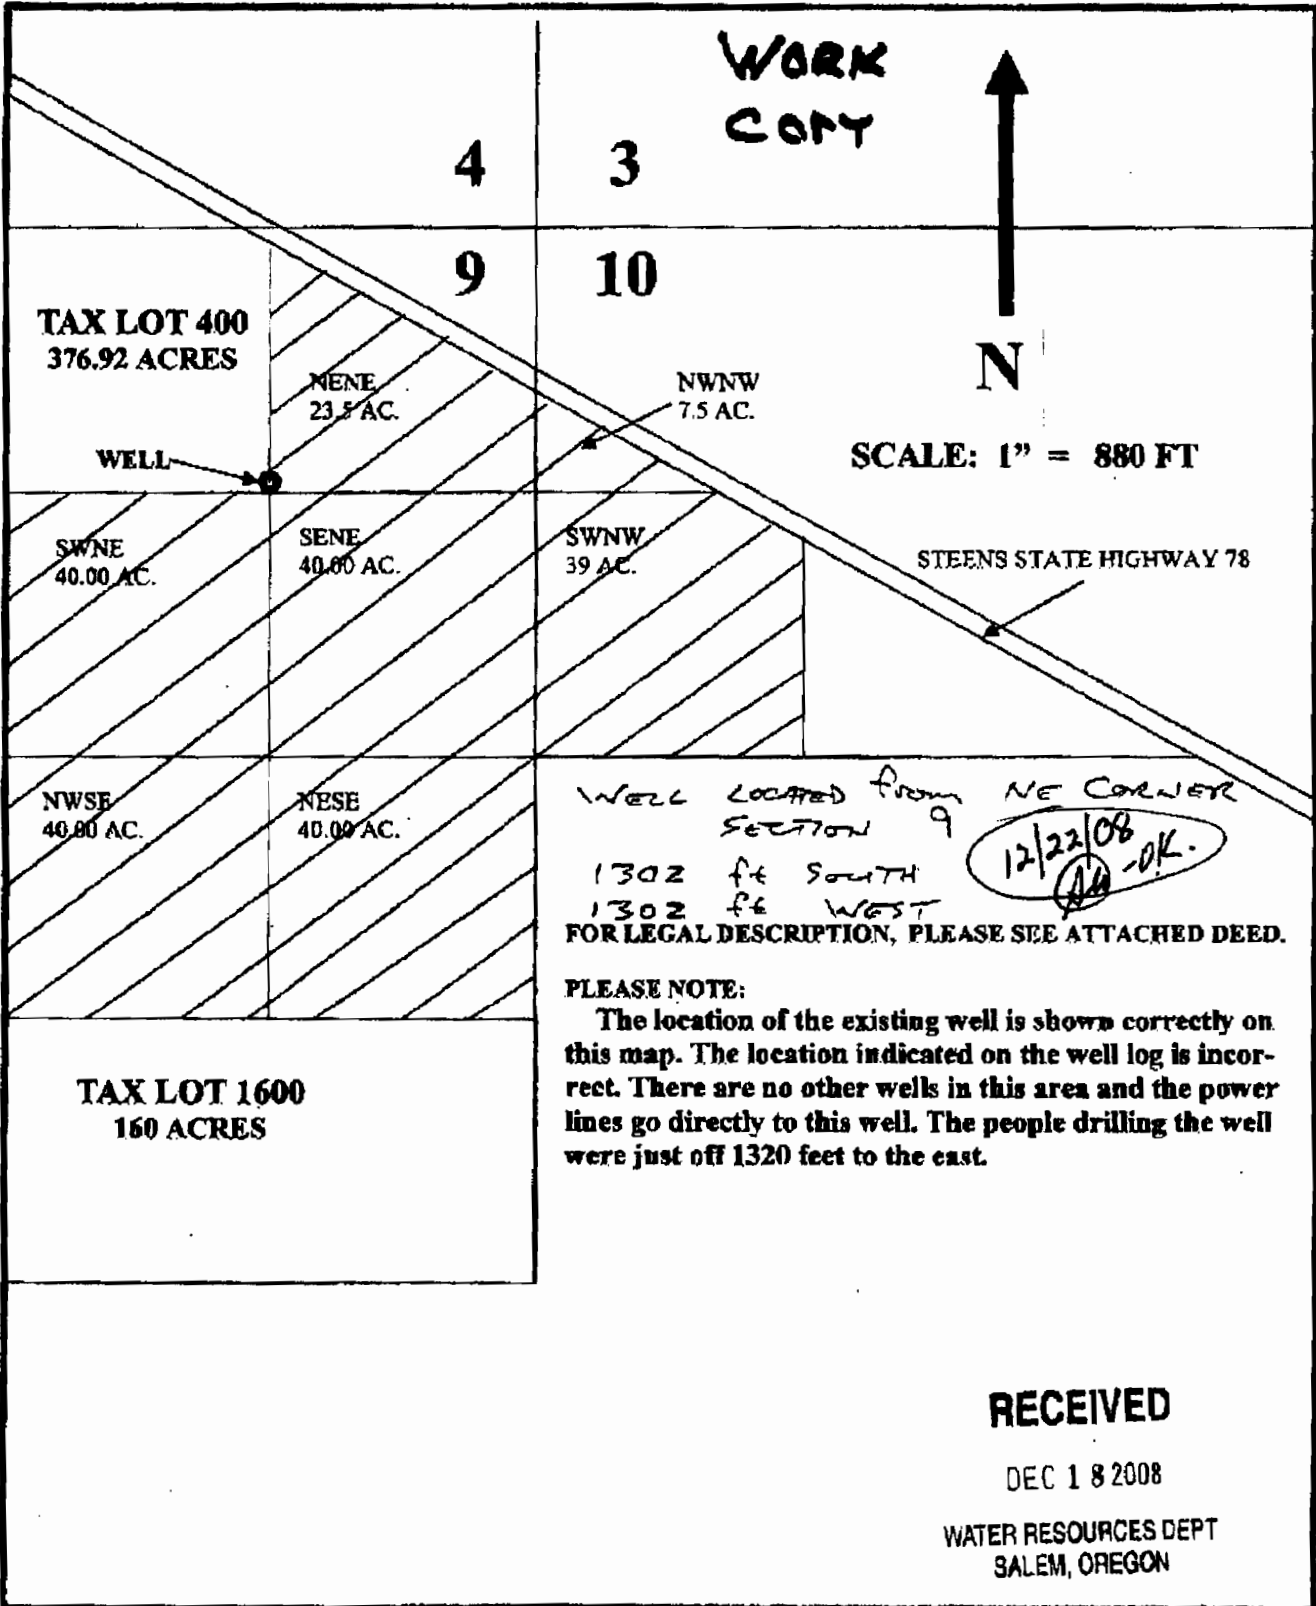 WORK
COPY
4 3
9 10
TAX LOT 400
376.92 ACRES
N
NENE
23.5 AC.
NWNW
7.5 AC.
SCALE: 1" = 880 FT
WELL
SWNE
40.00 AC.
SENE
40.00 AC.
SWNW
39 AC.
STEENS STATE HIGHWAY 78
NWSE
40.00 AC.
NESE
40.00 AC.
WELL LOCATED from NE CORNER
SECTION 9
1302 ft SOUTH
1302 ft WEST
12/22/08
-O.K.
FOR LEGAL DESCRIPTION, PLEASE SEE ATTACHED DEED.
PLEASE NOTE:
The location of the existing well is shown correctly on
this map. The location indicated on the well log is incor-
rect. There are no other wells in this area and the power
lines go directly to this well. The people drilling the well
were just off 1320 feet to the east.
TAX LOT 1600
160 ACRES
RECEIVED
DEC 18 2008
WATER RESOURCES DEPT
SALEM, OREGON